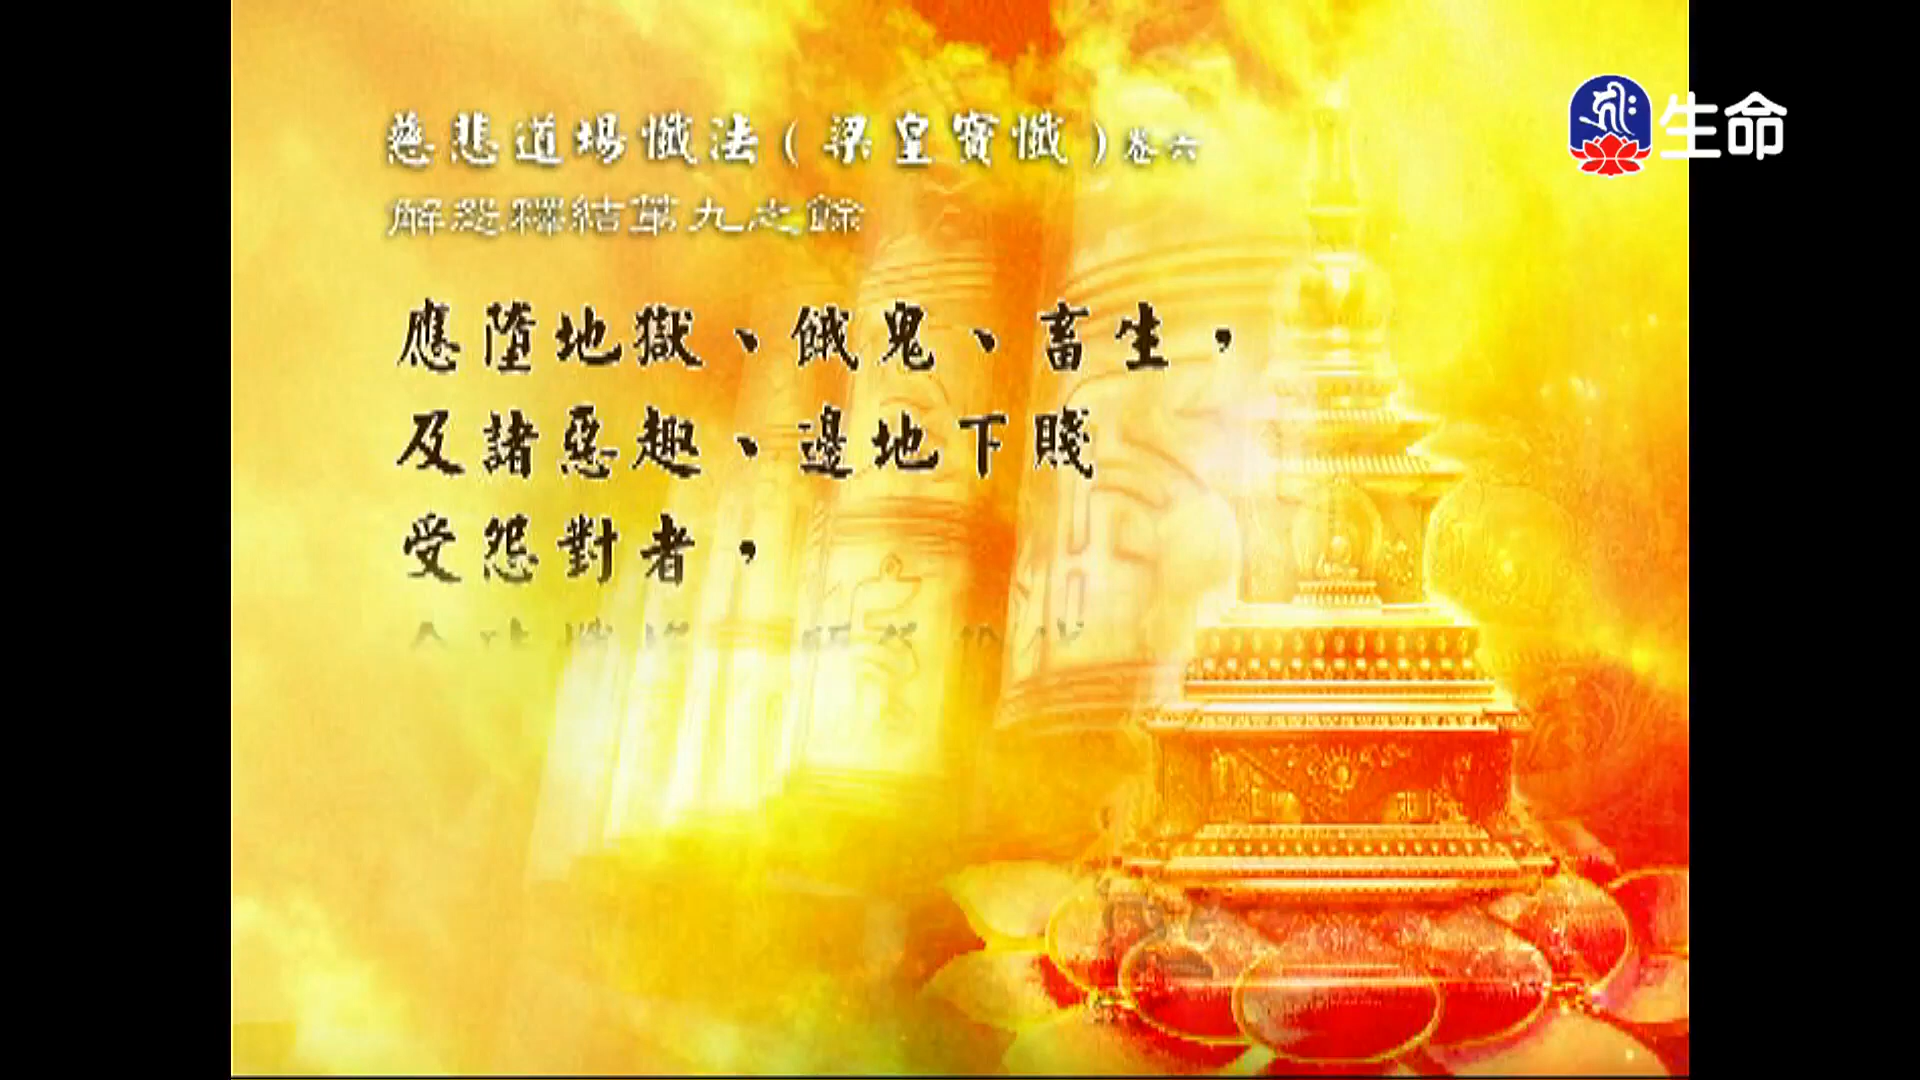 慈悲道場懺法(梁皇寶懺)卷六
生命
解怨釋結第九之餘
應墮地獄、餓鬼、畜生，
及諸惡趣、邊地下賤
受怨對者，